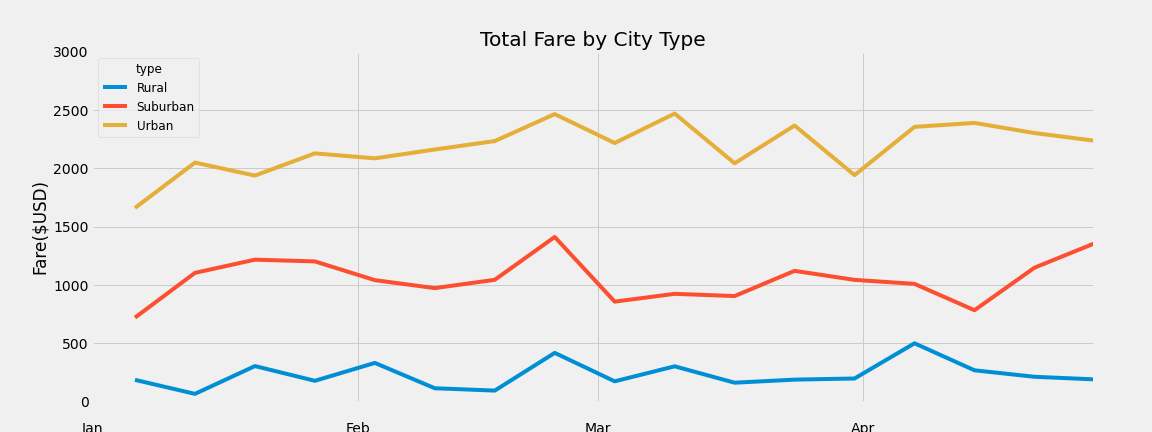 Total Fare by City Type
3000
type
Rural
Suburban
Urban
2500
2000
1500
1000
500
0
Fare($USD)
Jan Feb Mar Apr